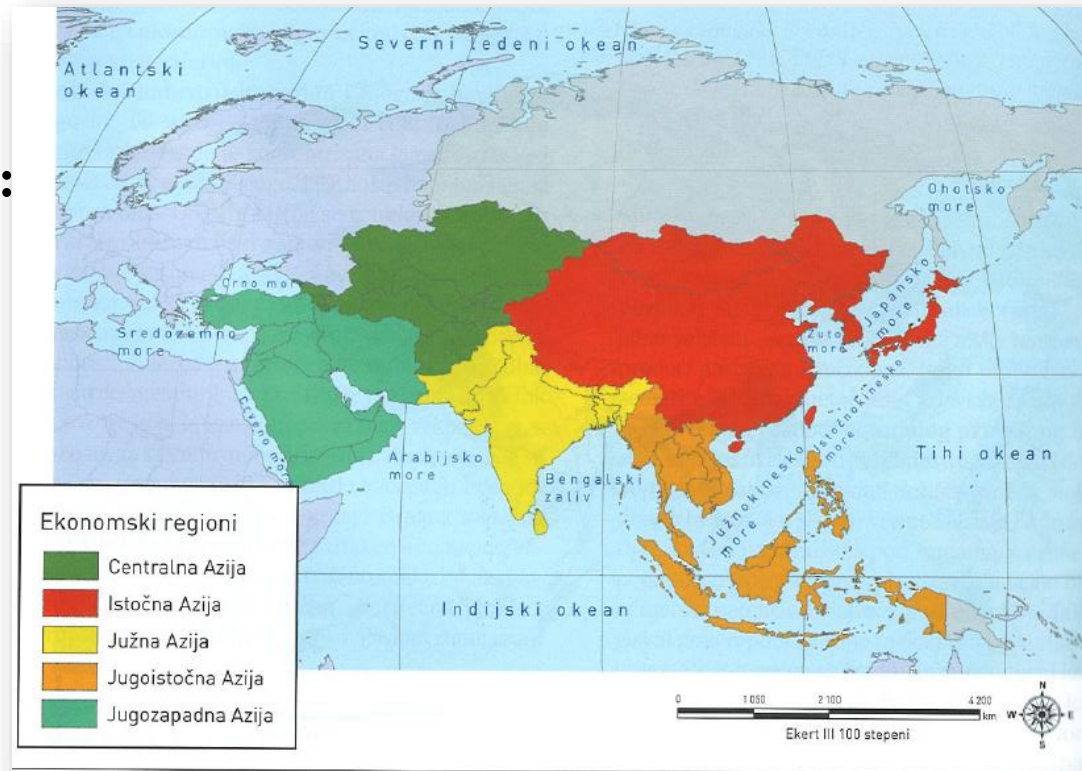 :
Severni ledeni okean
Atlantski
okean
Ohotsko
more
Crno more
Sredozemno
more
Japansko
more
Žuto
more
Istočnokinesko
more
Crveno more
Arabijsko
more
Bengalski
zaliv
Južnokinesko
more
Tihi okean
Indijski okean
Ekonomski regioni
Centralna Azija
Istočna Azija
Južna Azija
Jugoistočna Azija
Jugozapadna Azija
0 1 050 2 100 4 200
km
Ekert III 100 stepeni
N
W E
S